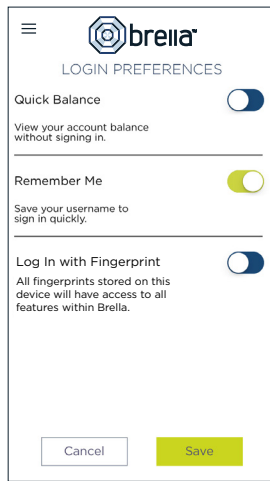 brella
LOGIN PREFERENCES
Quick Balance
View your account balance
without signing in.
Remember Me
Save your username to
sign in quickly.
Log In with Fingerprint
All fingerprints stored on this
device will have access to all
features within Brella.
Cancel
Save